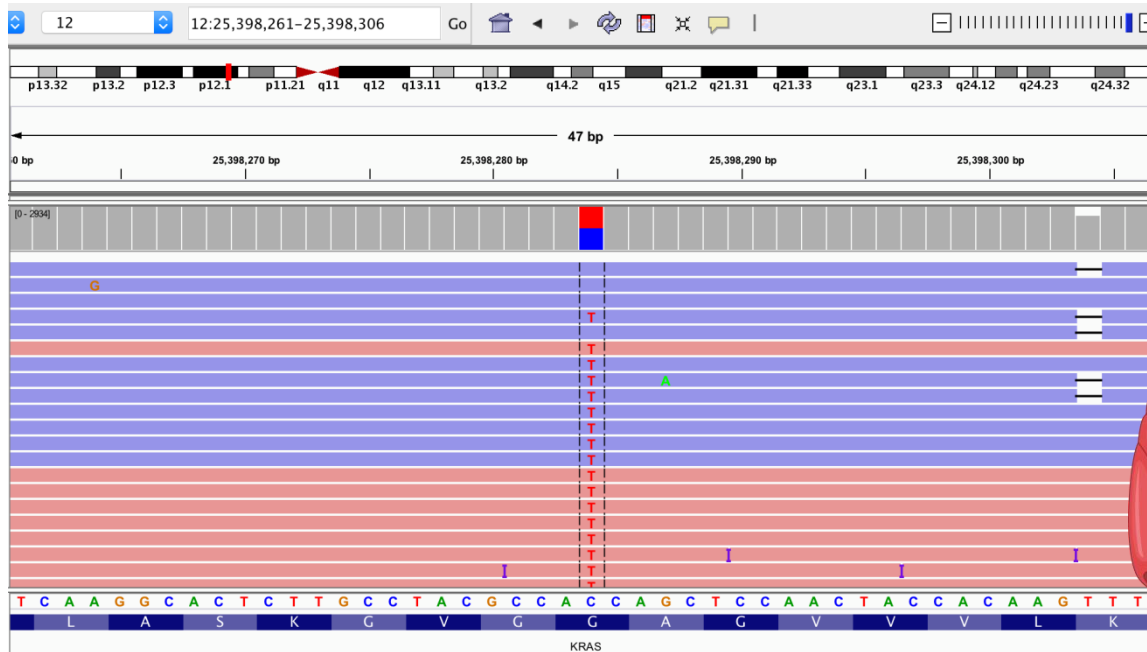 12 12:25,398,261-25,398,306 Go
p13.32 p13.2 p12.3 p12.1 p11.21 q11 q12 q13.11 q13.2 q14.2 q15 q21.2 q21.31 q21.33 q23.1 q23.3 q24.12 q24.23 q24.32
47 bp
0 bp 25,398,270 bp 25,398,280 bp 25,398,290 bp 25,398,300 bp
[0 - 2934]
G
T
T
T
T A
T
T
T
T
T
T
T
T
T
T
T I I
I T I
T
T C A A G G C A C T C T T G C C T A C G C C A C C A G C T C C A A C T A C C A C A A G T T T
L A S K G V G G A G V V V L K
KRAS